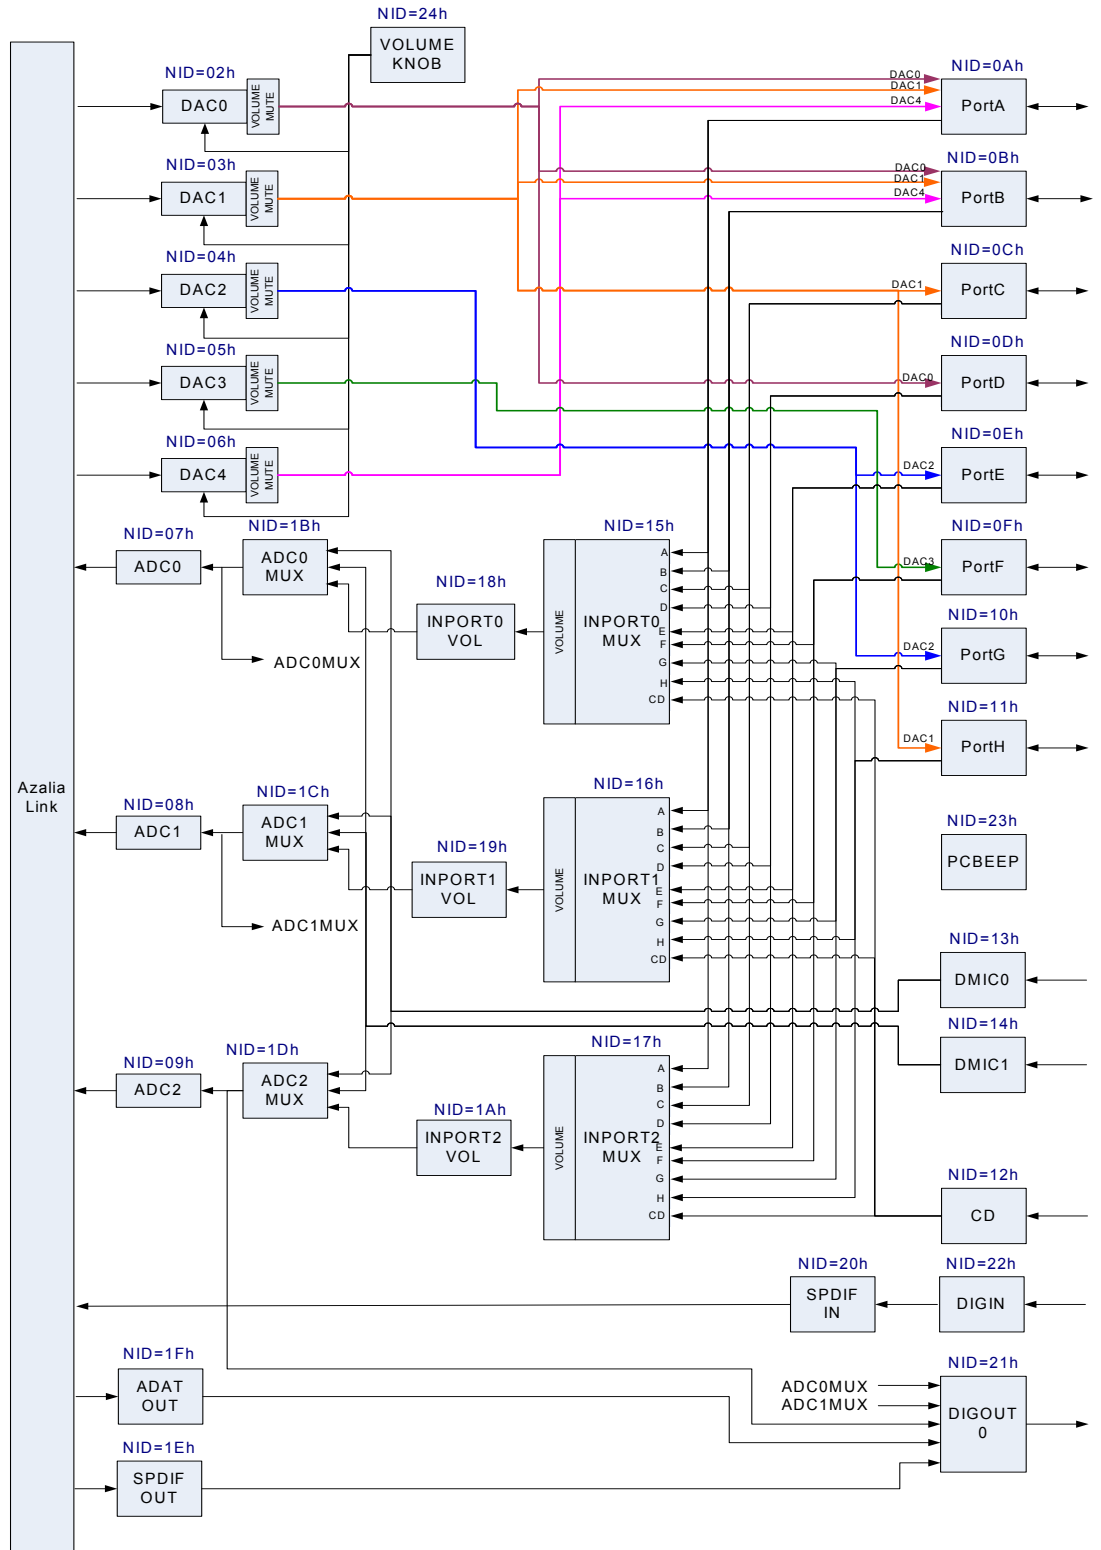 NID=24h
VOLUME
KNOB
NID=02h
DAC0
VOLUME
MUTE
NID=03h
DAC1
VOLUME
MUTE
NID=04h
DAC2
VOLUME
MUTE
NID=05h
DAC3
VOLUME
MUTE
NID=06h
DAC4
VOLUME
MUTE
DAC0
DAC1
DAC4
NID=0Ah
PortA
DAC0
DAC1
DAC4
NID=0Bh
PortB
DAC1
NID=0Ch
PortC
DAC0
NID=0Dh
PortD
DAC2
NID=0Eh
PortE
DAC3
NID=0Fh
PortF
DAC2
NID=10h
PortG
DAC1
NID=11h
PortH
NID=07h
ADC0
NID=1Bh
ADC0
MUX
ADC0MUX
NID=18h
INPORT0
VOL
NID=15h
VOLUME
INPORT0
MUX
A
B
C
D
E
F
G
H
CD
Azalia
Link
NID=08h
ADC1
NID=1Ch
ADC1
MUX
ADC1MUX
NID=19h
INPORT1
VOL
NID=16h
VOLUME
INPORT1
MUX
A
B
C
D
E
F
G
H
CD
NID=23h
PCBEEP
NID=13h
DMIC0
NID=14h
DMIC1
NID=09h
ADC2
NID=1Dh
ADC2
MUX
NID=1Ah
INPORT2
VOL
NID=17h
VOLUME
INPORT2
MUX
A
B
C
D
E
F
G
H
CD
NID=12h
CD
NID=20h
SPDIF
IN
NID=22h
DIGIN
NID=1Fh
ADAT
OUT
NID=1Eh
SPDIF
OUT
ADC0MUX
ADC1MUX
NID=21h
DIGOUT
0